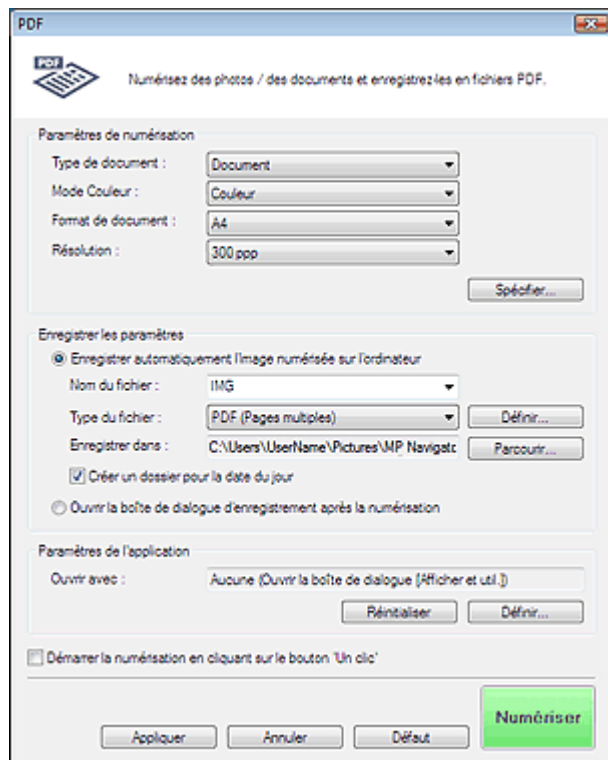 PDF
PDF
Numérisez des photos / des documents et enregistrez-les en fichiers PDF.
Paramètres de numérisation
Type de document : Document
Mode Couleur : Couleur
Format de document : A4
Résolution : 300 ppp
Spécifier...
Enregistrer les paramètres
Enregistrer automatiquement l'image numérisée sur l'ordinateur
Nom du fichier : IMG
Type du fichier : PDF (Pages multiples) Définir...
Enregistrer dans : C:\Users\UserName\Pictures\MP Navigatc Parcourir...
Créer un dossier pour la date du jour
Ouvrir la boîte de dialogue d'enregistrement après la numérisation
Paramètres de l'application
Ouvrir avec : Aucune (Ouvrir la boîte de dialogue [Afficher et util.])
Réinitialiser Définir...
Démarrer la numérisation en cliquant sur le bouton 'Un clic'
Numériser
Appliquer Annuler Défaut